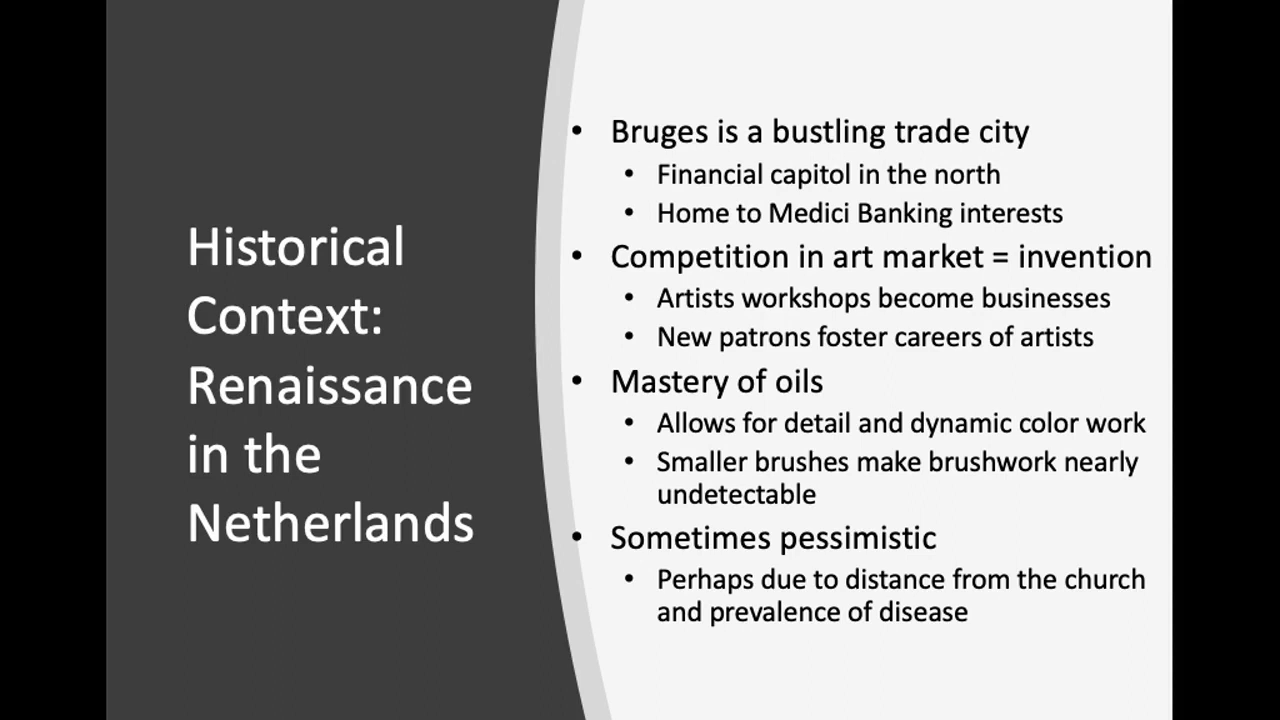 Historical
Context:
Renaissance
in the
Netherlands
• Bruges is a bustling trade city
• Financial capitol in the north
• Home to Medici Banking interests
• Competition in art market = invention
• Artists workshops become businesses
• New patrons foster careers of artists
• Mastery of oils
• Allows for detail and dynamic color work
• Smaller brushes make brushwork nearly
undetectable
• Sometimes pessimistic
• Perhaps due to distance from the church
and prevalence of disease